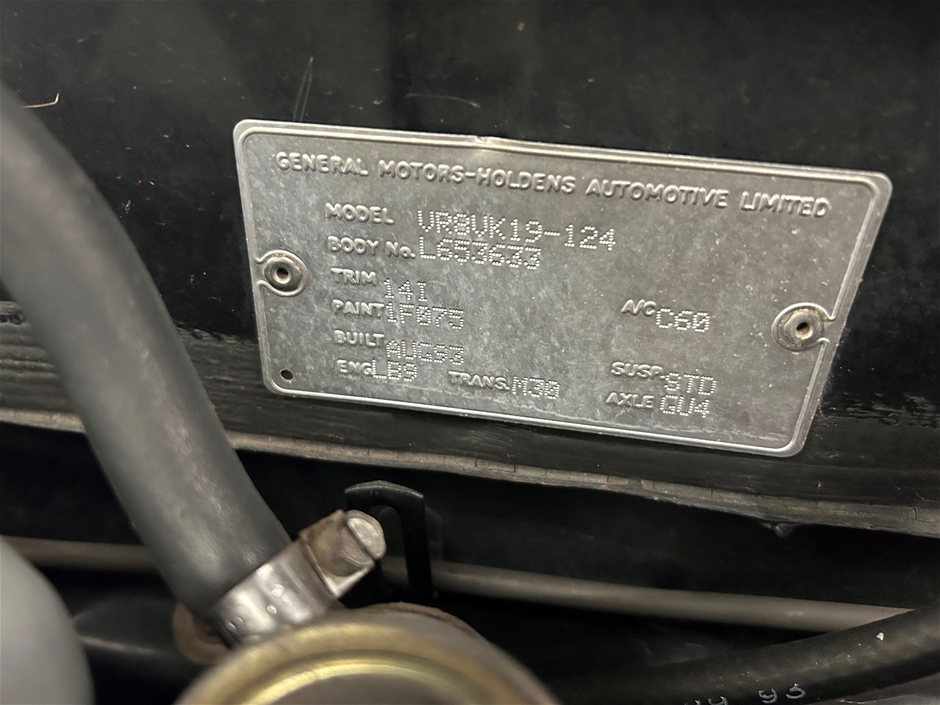 GENERAL MOTORS-HOLDENS AUTOMOTIVE LIMITED
MODEL VR8VK19-124
BODY No. L653633
TRIM 14I
PAINT 1F075 A/C C60
BUILT AUG93
ENG LB9 TRANS. M30 SUSP. STD
AXLE GU4
93